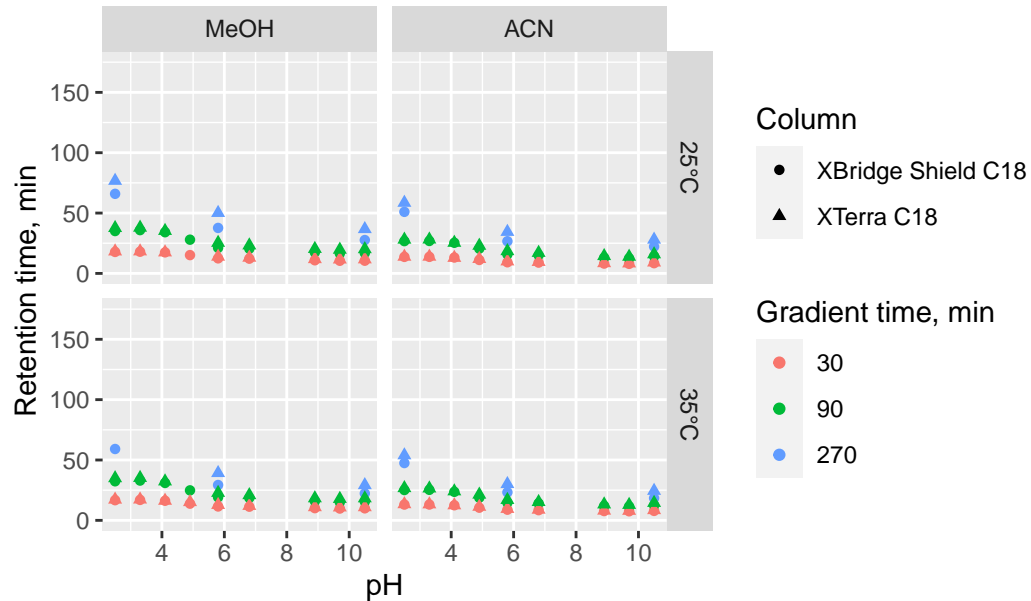 MeOH
ACN
Retention time, min
150
100
50
0
25°C
150
100
50
0
35°C
4
6
8
10
4
6
8
10
pH
Column
XBridge Shield C18
XTerra C18
Gradient time, min
30
90
270